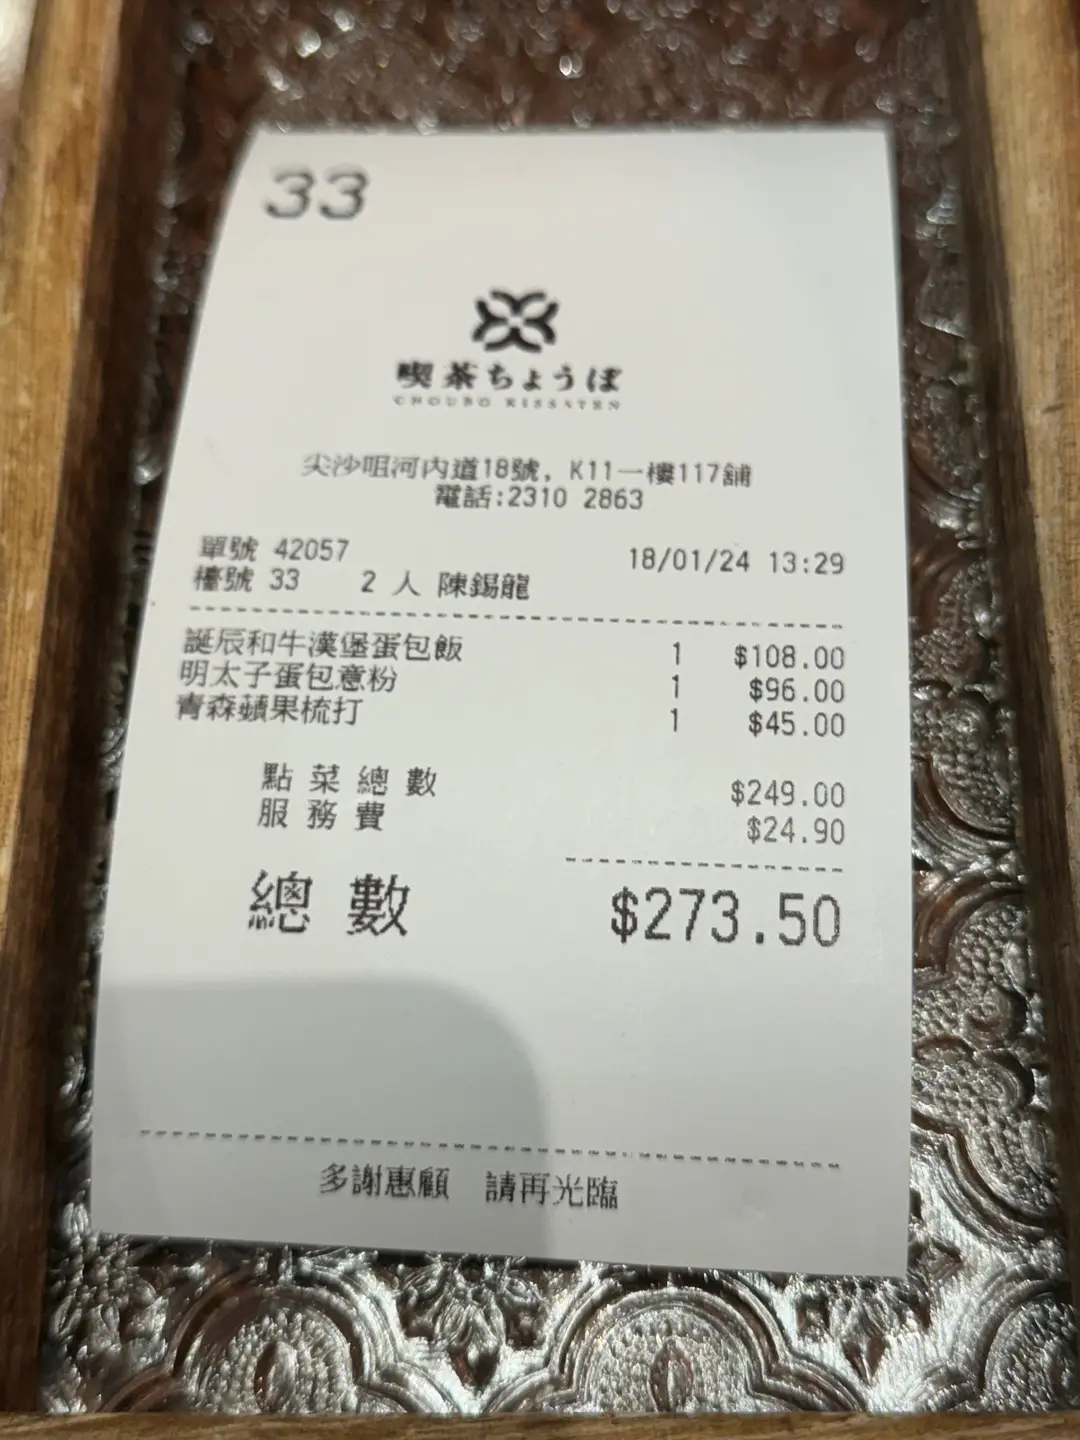 33
喫茶ちょうぼ
CHOUBO KISSATEN
尖沙咀河內道18號, K11一樓117舖
電話:2310 2863
單號 42057 18/01/24 13:29
檯號 33 2 人 陳錫龍
誕辰和牛漢堡蛋包飯 1 $108.00
明太子蛋包意粉 1 $96.00
青森蘋果梳打 1 $45.00
點菜總數 $249.00
服務費 $24.90
總數 $273.50
多謝惠顧 請再光臨